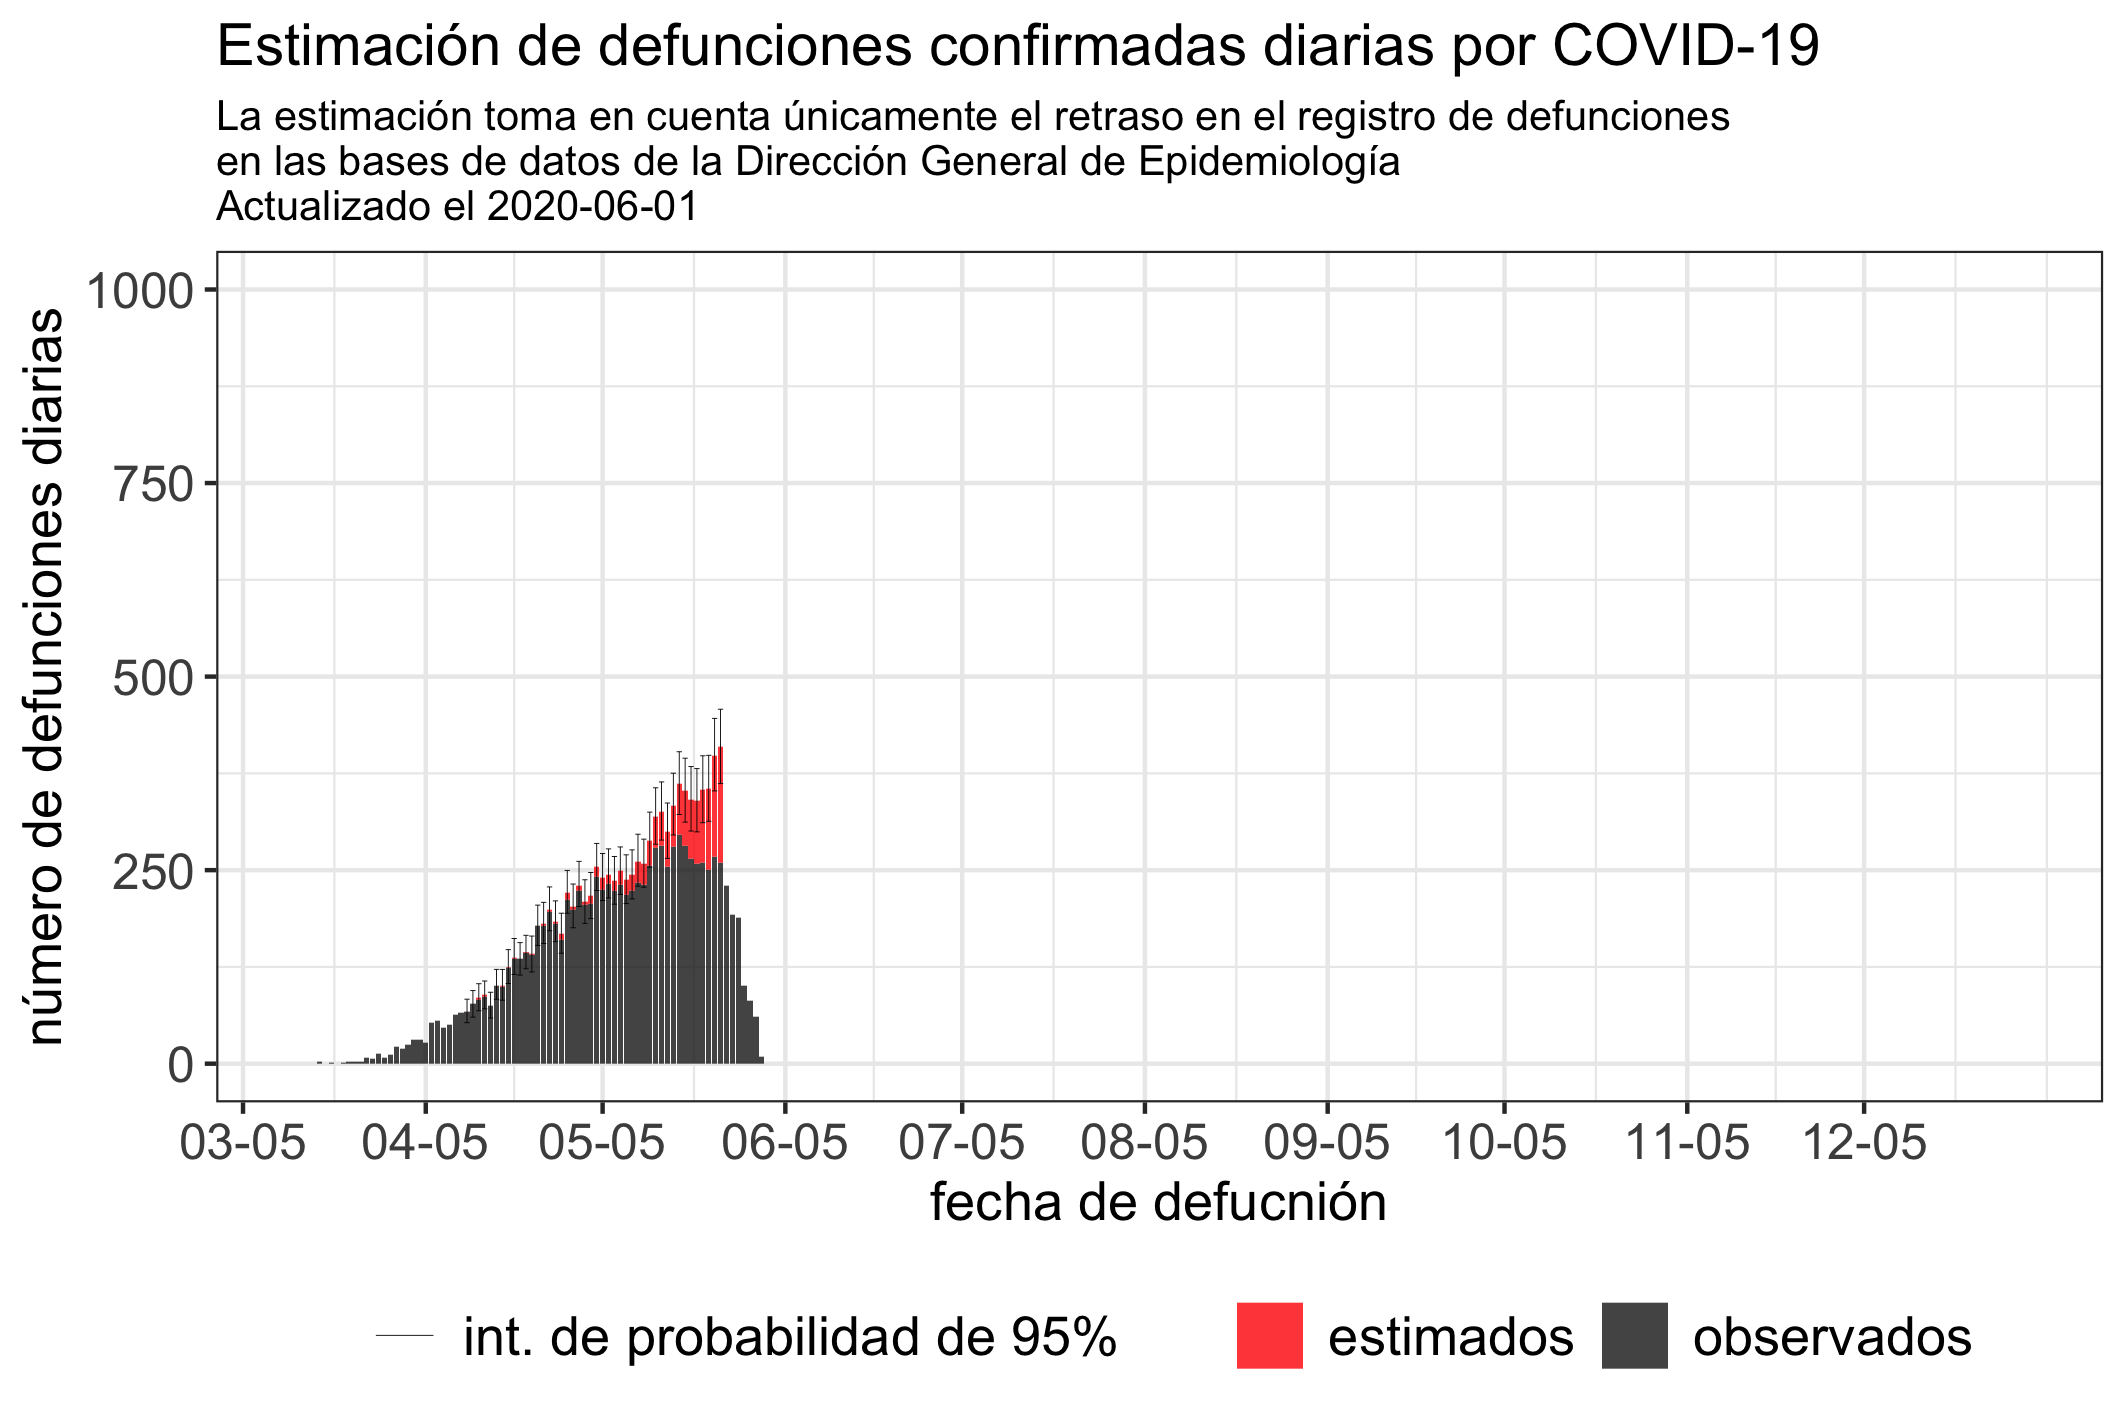 Estimación de defunciones confirmadas diarias por COVID-19
La estimación toma en cuenta únicamente el retraso en el registro de defunciones
en las bases de datos de la Dirección General de Epidemiología
Actualizado el 2020-06-01
número de defunciones diarias
1000
750
500
250
0
03-05 04-05 05-05 06-05 07-05 08-05 09-05 10-05 11-05 12-05
fecha de defucnión
int. de probabilidad de 95% estimados observados